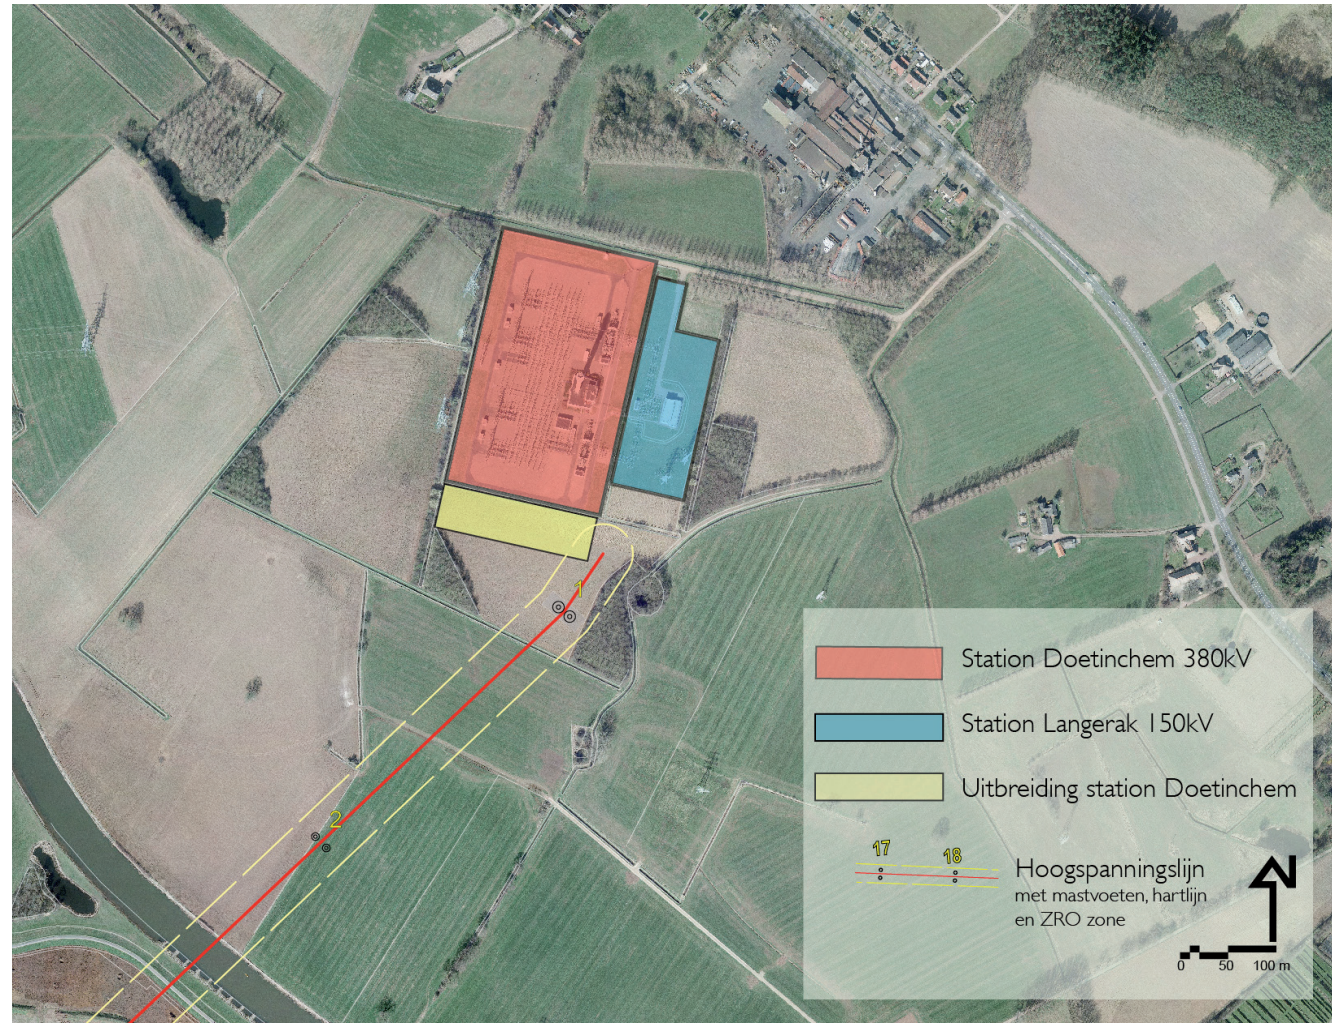 1
2
Station Doetinchem 380kV
Station Langerak 150kV
Uitbreiding station Doetinchem
17 18
Hoogspanningslijn
met mastvoeten, hartlijn
en ZRO zone
N
0 50 100 m